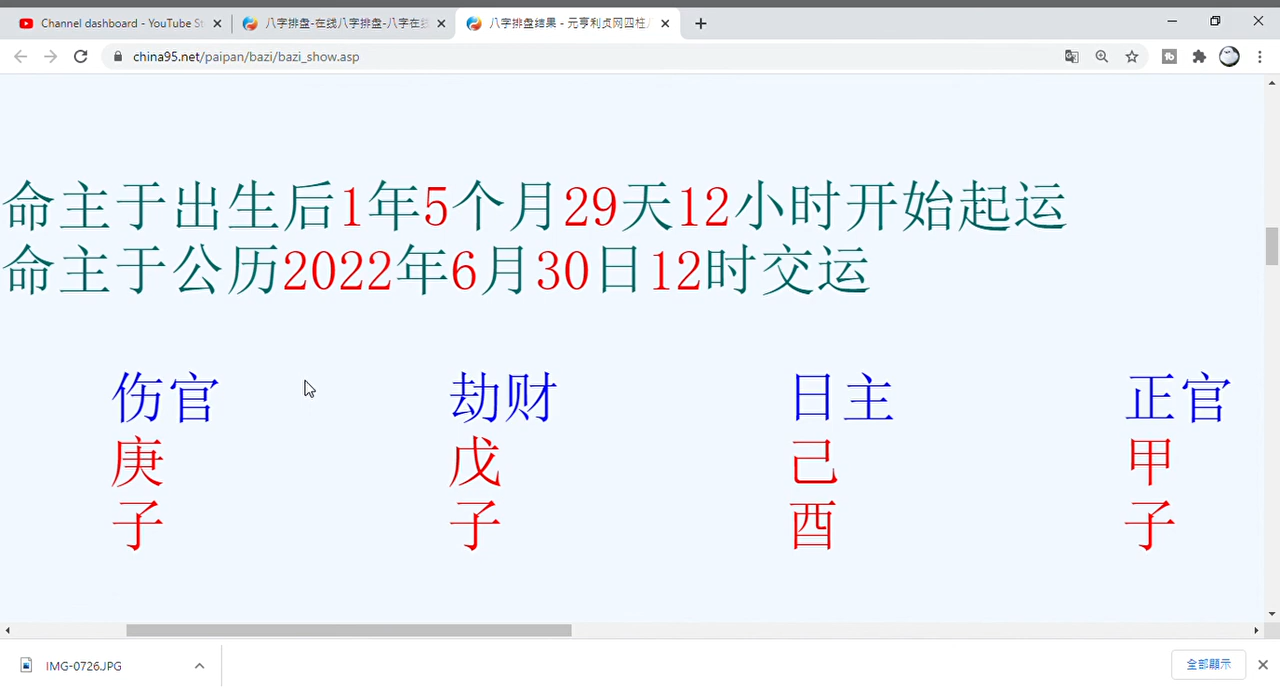 Channel dashboard - YouTube St
八字排盘-在线八字排盘-八字在线
八字排盘结果 - 元亨利贞网四柱八
china95.net/paipan/bazi/bazi_show.asp
命主于出生后1年5个月29天12小时开始起运
命主于公历2022年6月30日12时交运
伤官 劫财 日主 正官
庚 戊 己 甲
子 子 酉 子
IMG-0726.JPG
全部顯示